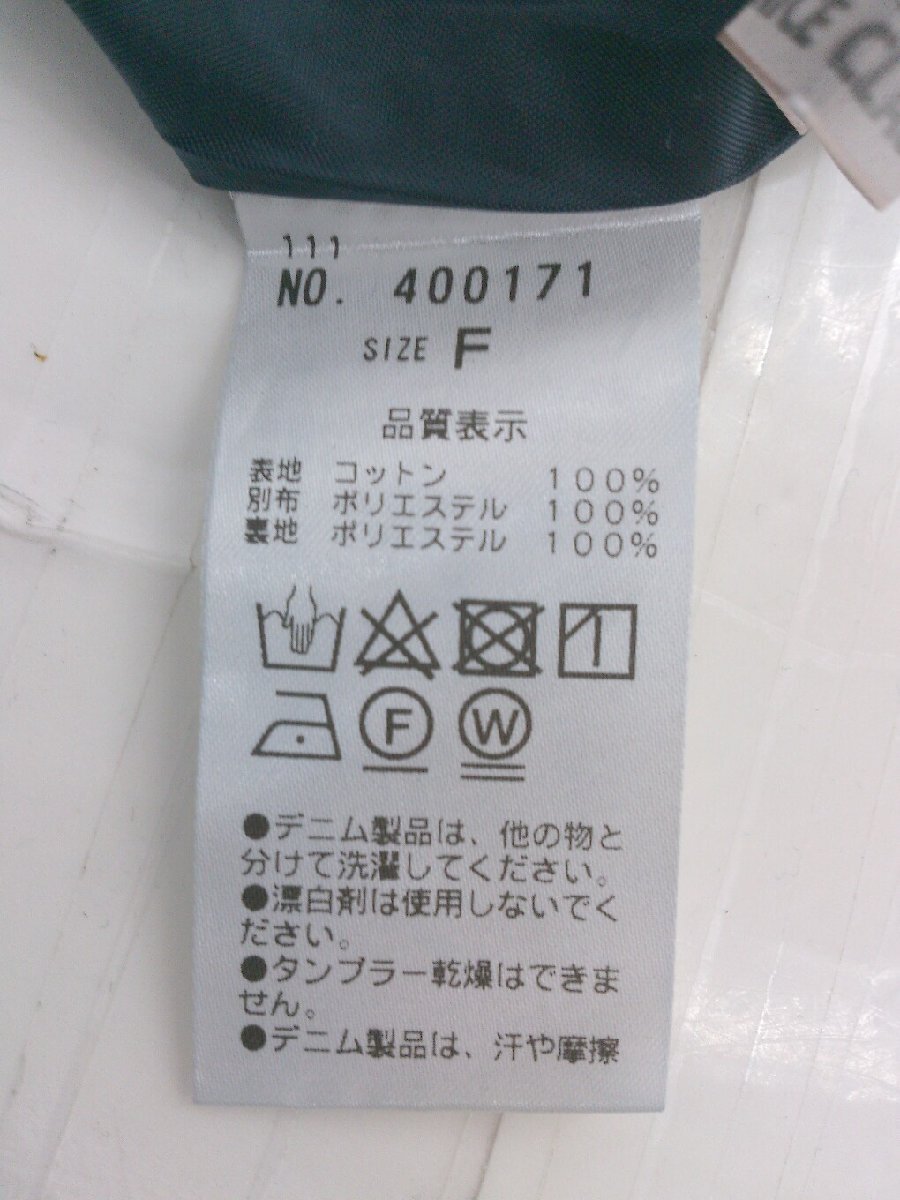 CE CL
111
NO. 400171
SIZE F
品質表示
表地 コットン 100%
別布 ポリエステル 100%
裏地 ポリエステル 100%
F W
●デニム製品は、他の物と
分けて洗濯してください。
●漂白剤は使用しないでく
ださい。
●タンブラー乾燥はできま
せん。
●デニム製品は、汗や摩擦